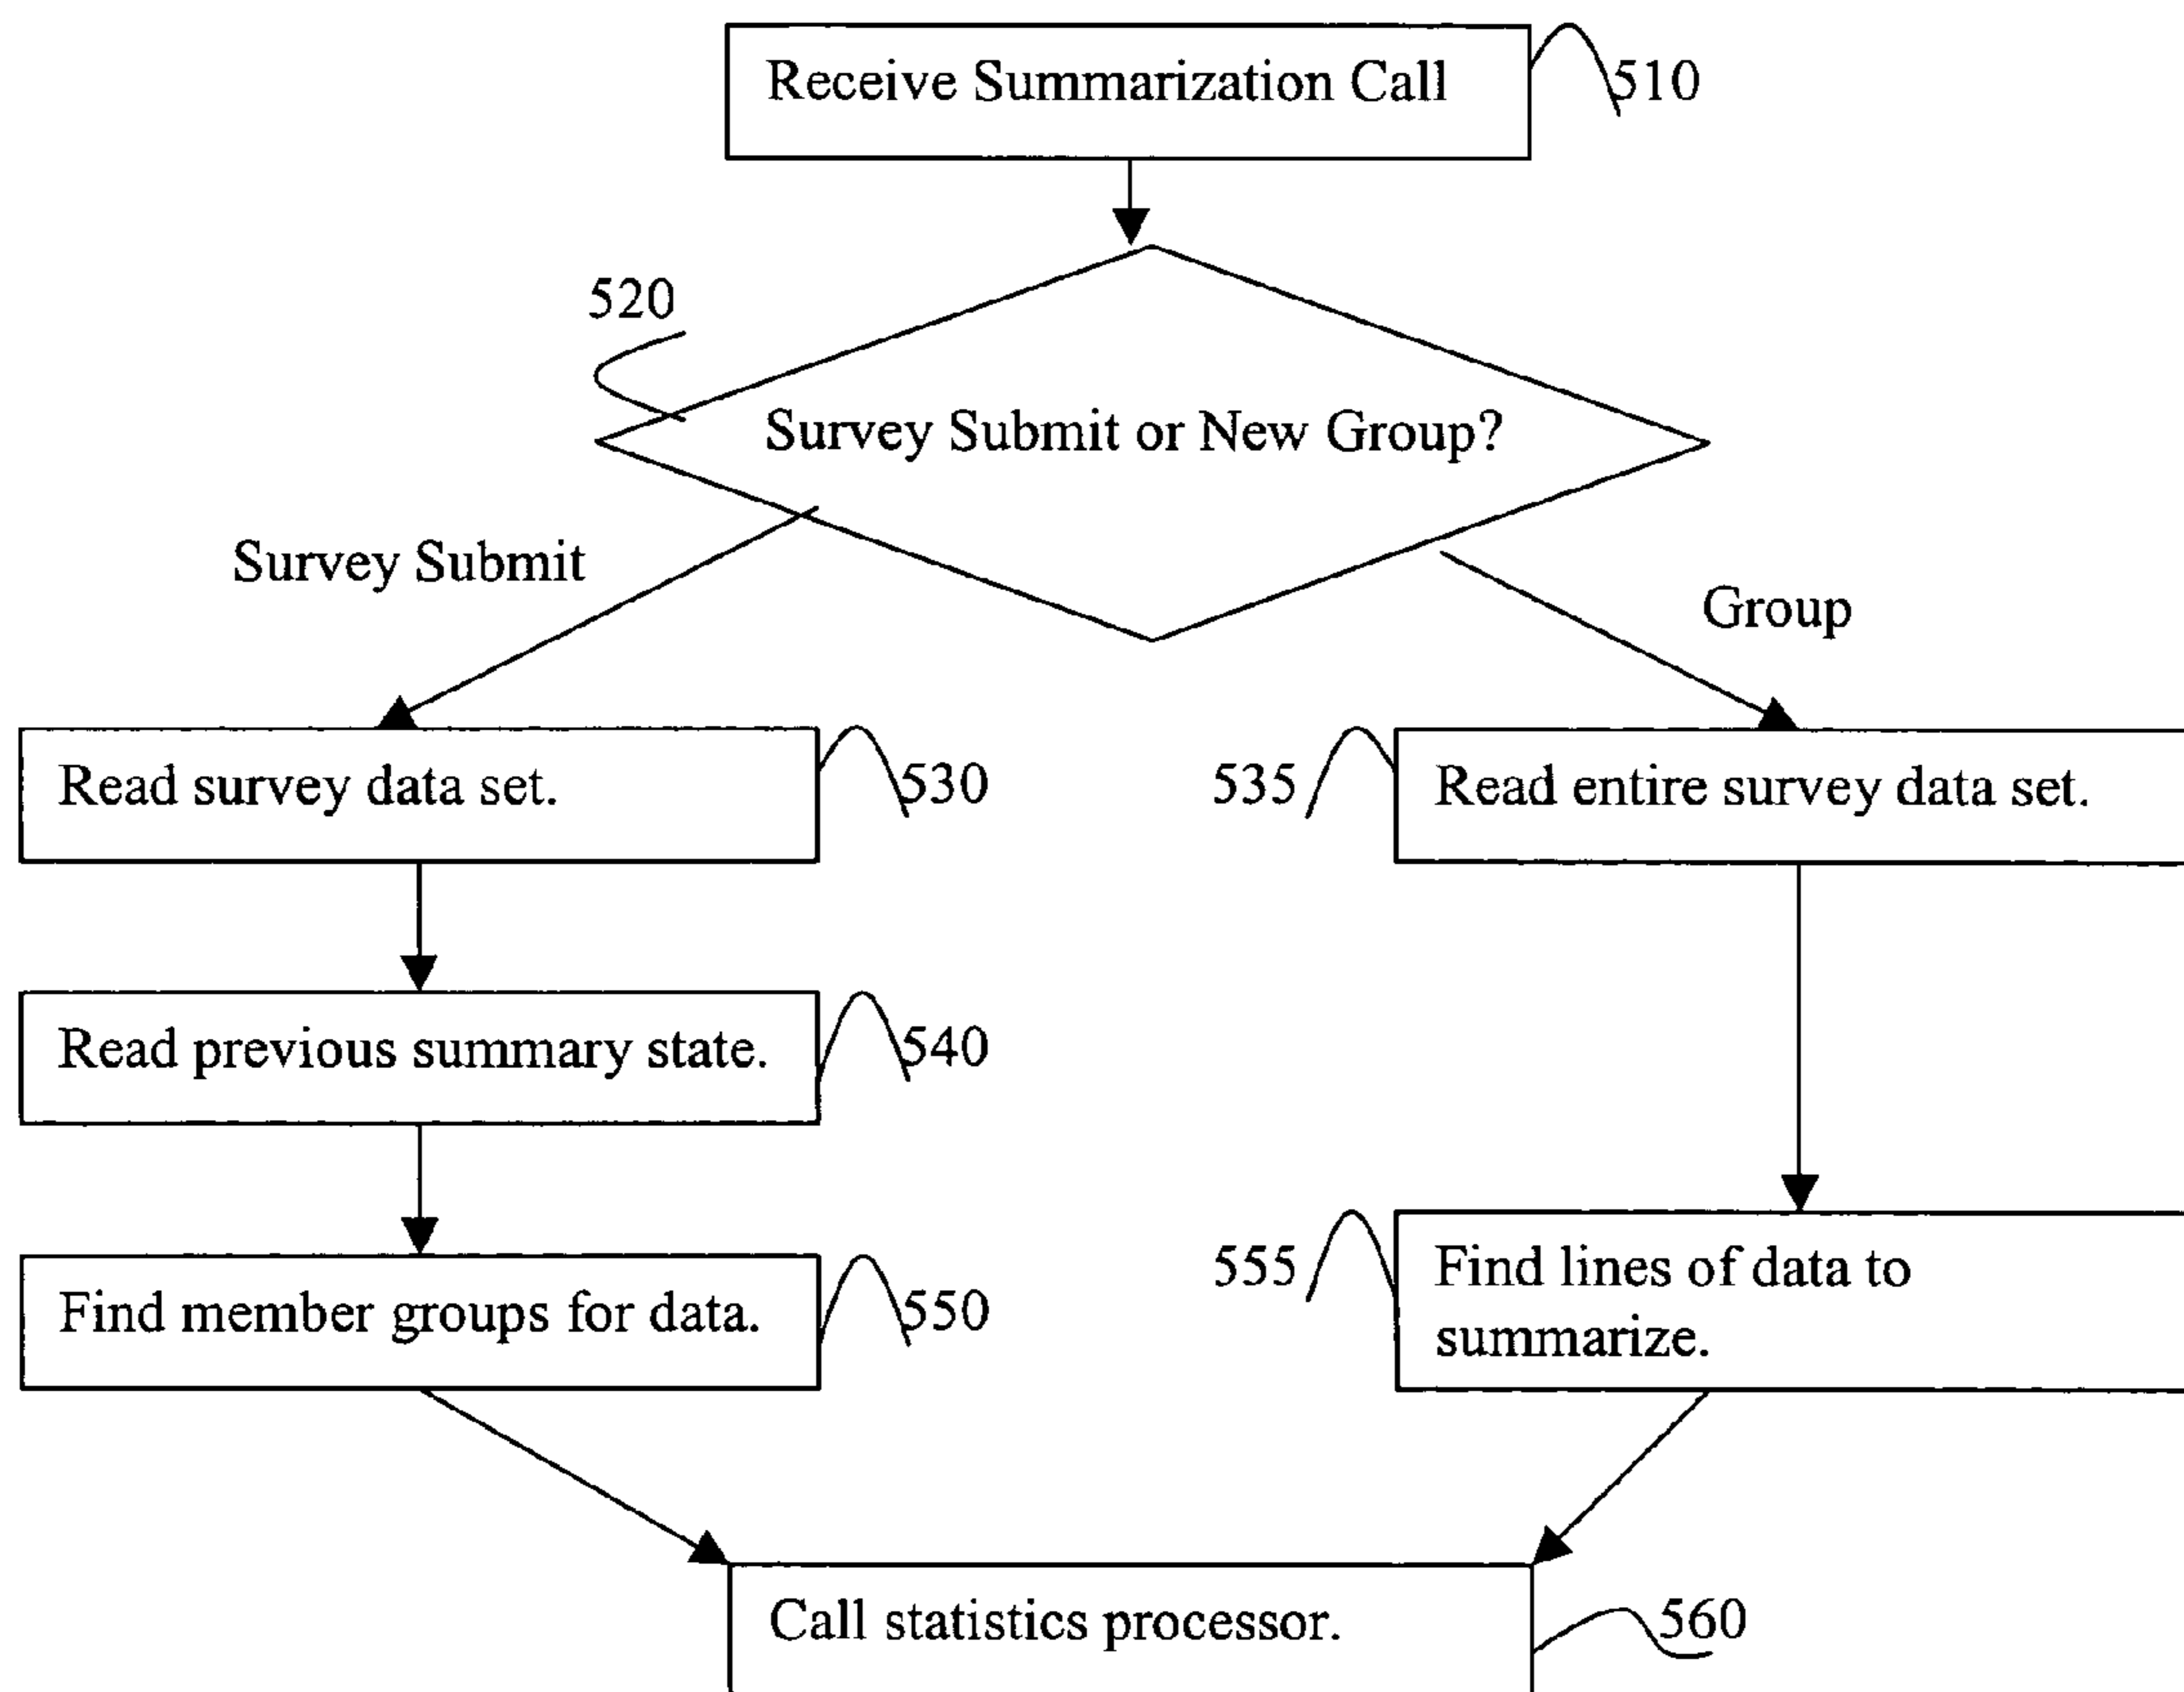 Receive Summarization Call
510
520
Survey Submit or New Group?
Survey Submit
Group
Read survey data set.
530
535
Read entire survey data set.
Read previous summary state.
540
Find member groups for data.
550
555
Find lines of data to
summarize.
Call statistics processor.
560